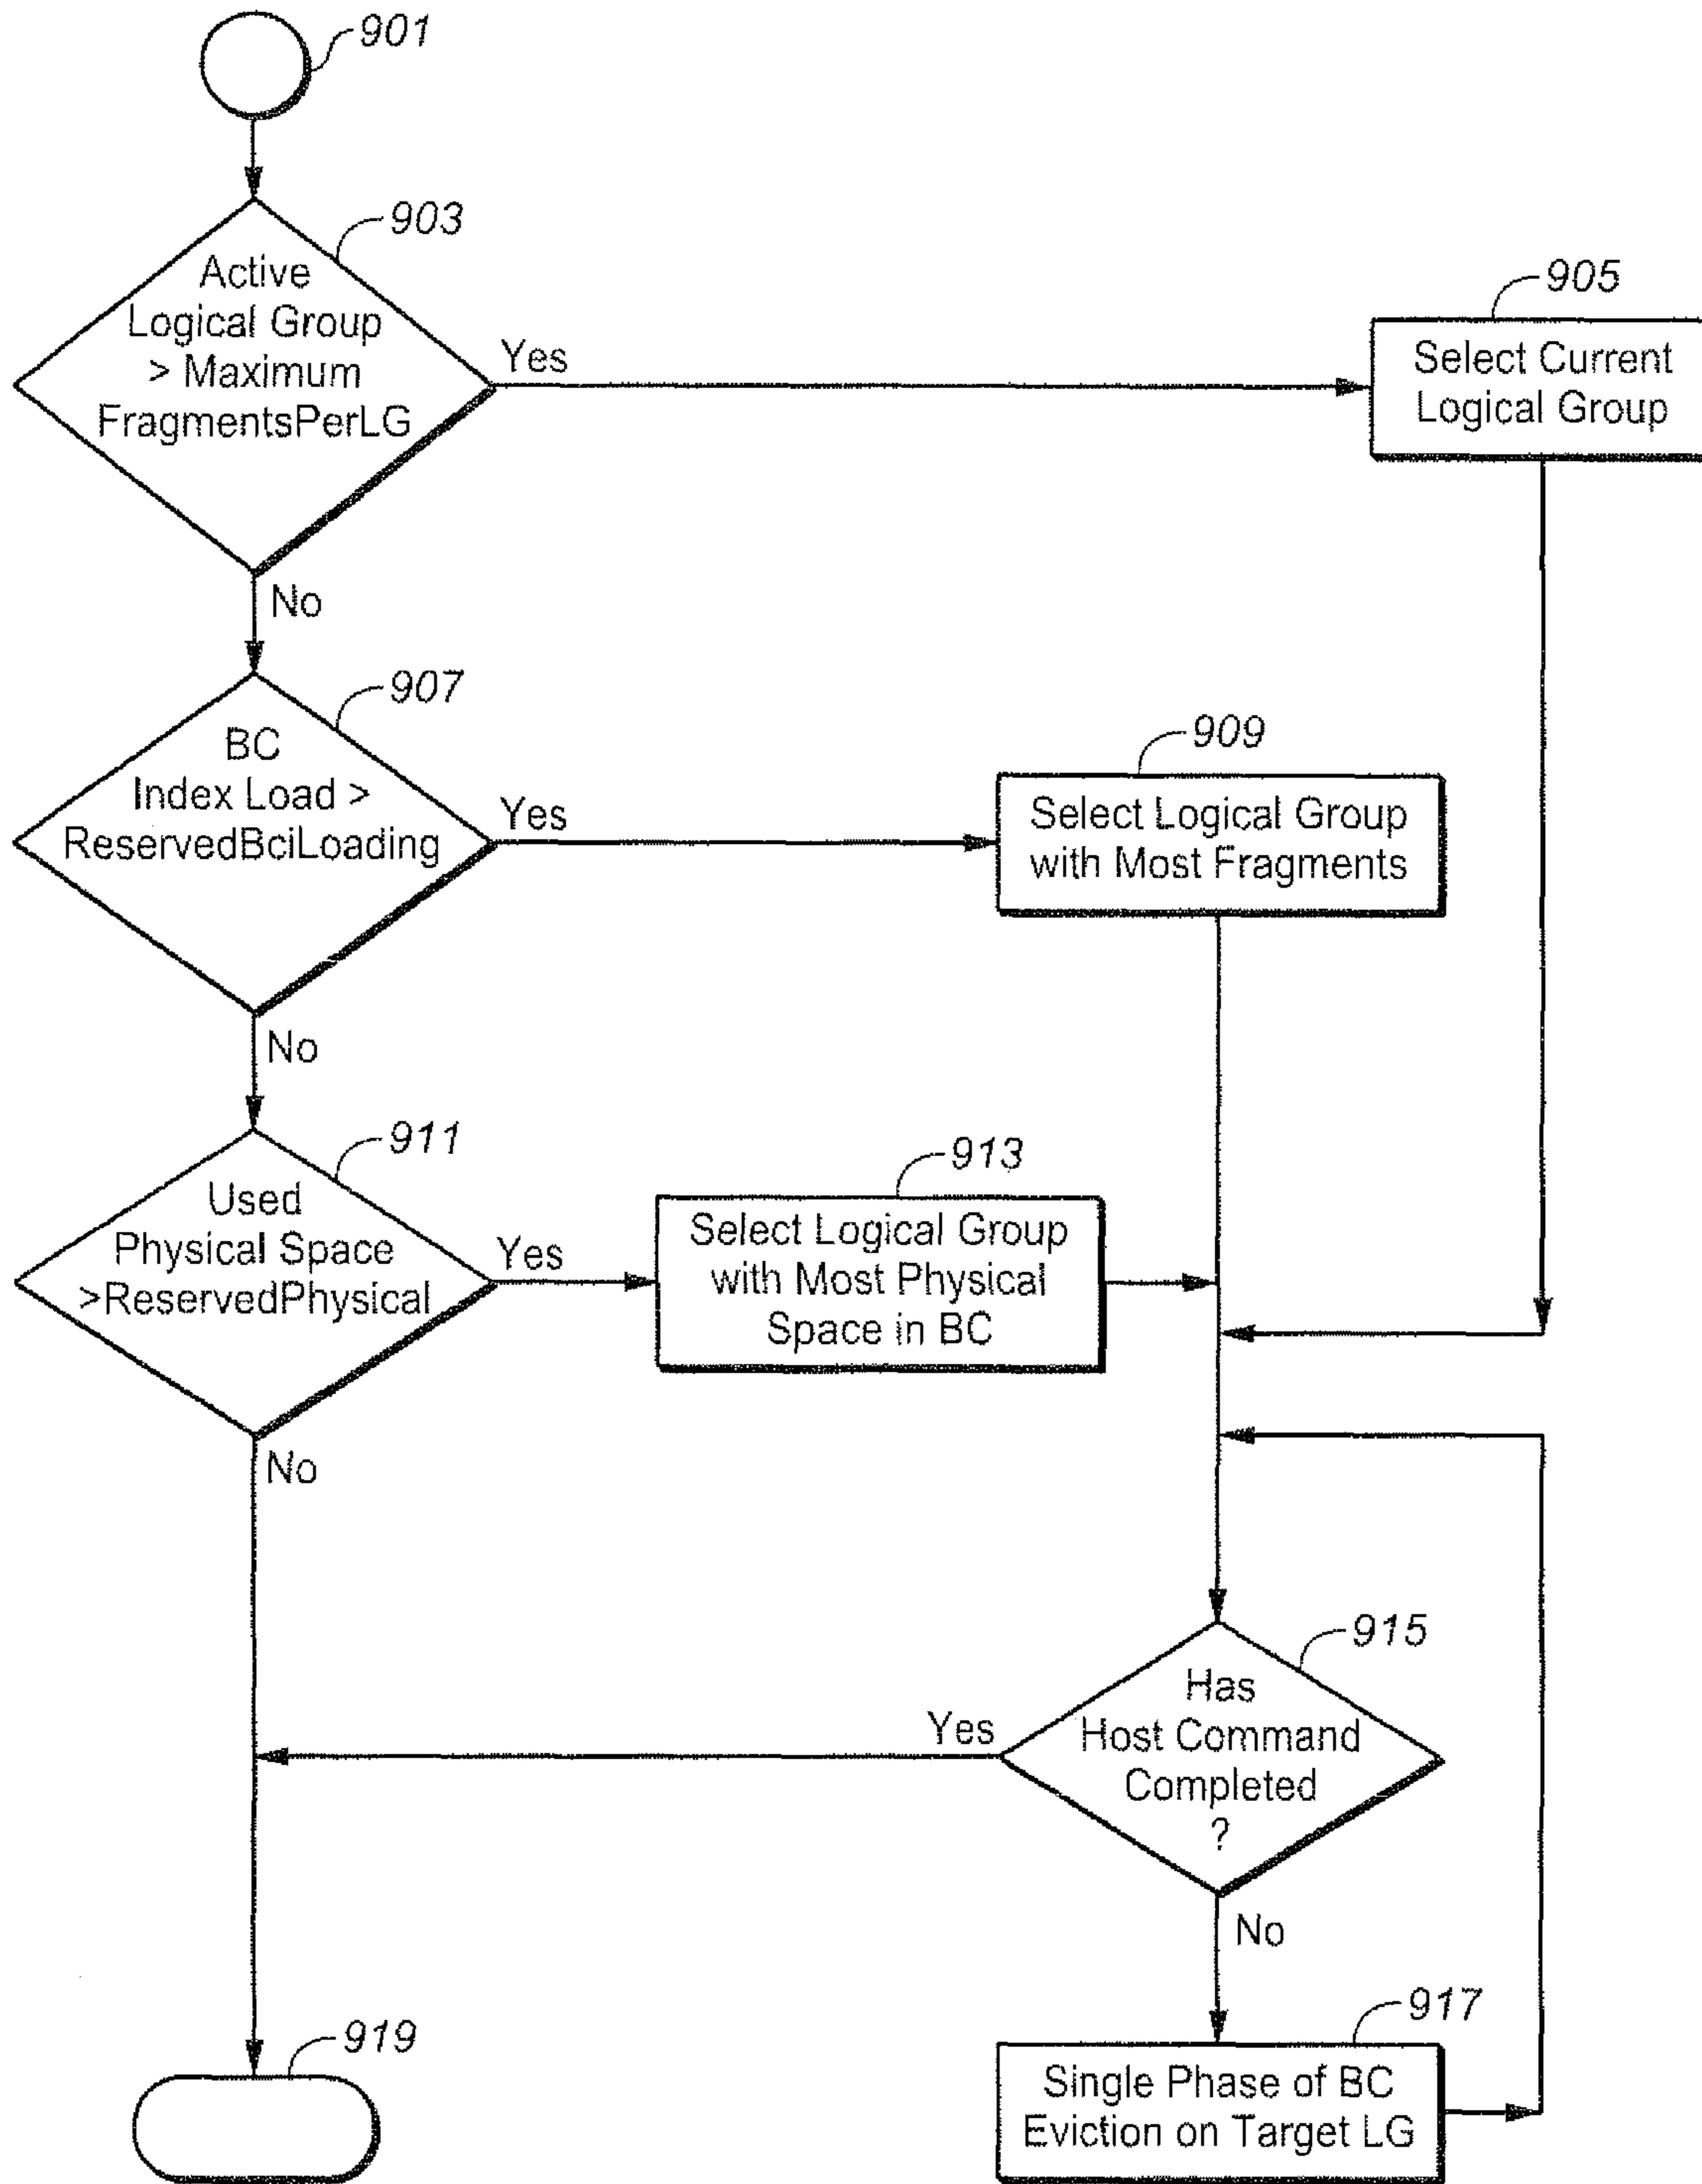 901
903
Active
Logical Group
> Maximum
FragmentsPerLG
Yes
905
Select Current
Logical Group
No
907
BC
Index Load >
ReservedBciLoading
Yes
909
Select Logical Group
with Most Fragments
No
911
Used
Physical Space
>ReservedPhysical
Yes
913
Select Logical Group
with Most Physical
Space in BC
No
915
Has
Host Command
Completed
?
Yes
No
917
Single Phase of BC
Eviction on Target LG
919